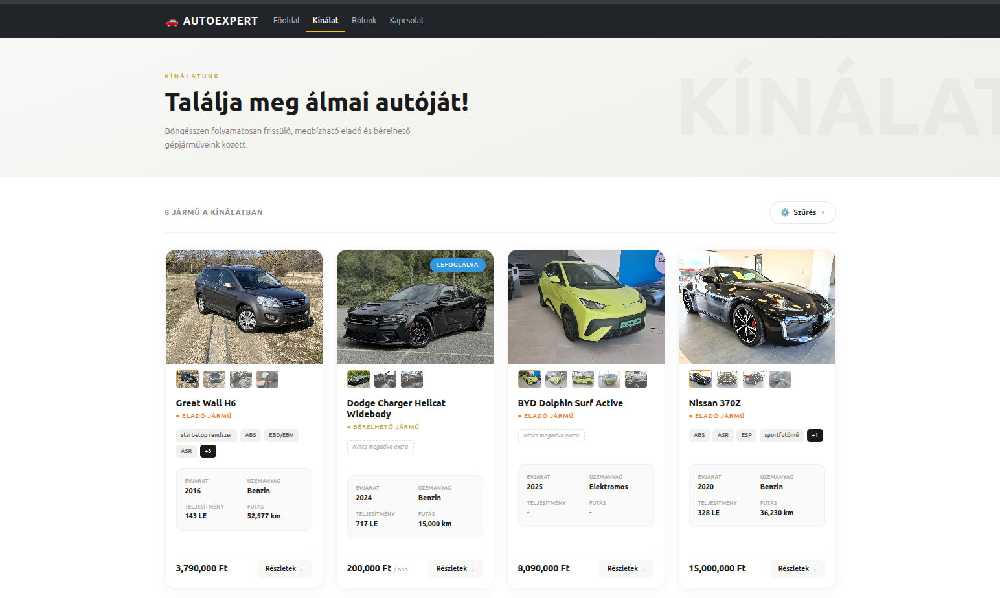 AUTOEXPERT
Főoldal
Kínálat
Rólunk
Kapcsolat
KÍNÁLATUNK
Találja meg álmai autóját!
Böngésszen folyamatosan frissülő, megbízható eladó és bérelhető
gépjárműveink között.
KÍNÁLAT
8 JÁRMŰ A KÍNÁLATBAN
Szűrés
Great Wall H6
● ELADÓ JÁRMŰ
start-stop rendszer
ABS
EBD/EBV
ASR
+3
ÉVJÁRAT
ÜZEMANYAG
2016
Benzin
TELJESÍTMÉNY
FUTÁS
143 LE
52,577 km
3,790,000 Ft
Részletek →
LEFOGLALVA
Dodge Charger Hellcat
Widebody
● BÉRELHETŐ JÁRMŰ
Nincs megadva extra
ÉVJÁRAT
ÜZEMANYAG
2024
Benzin
TELJESÍTMÉNY
FUTÁS
717 LE
15,000 km
200,000 Ft / nap
Részletek →
BYD Dolphin Surf Active
● ELADÓ JÁRMŰ
Nincs megadva extra
ÉVJÁRAT
ÜZEMANYAG
2025
Elektromos
TELJESÍTMÉNY
FUTÁS
-
-
8,090,000 Ft
Részletek →
Nissan 370Z
● ELADÓ JÁRMŰ
ABS
ASR
ESP
sportfutómű
+1
ÉVJÁRAT
ÜZEMANYAG
2020
Benzin
TELJESÍTMÉNY
FUTÁS
328 LE
36,230 km
15,000,000 Ft
Részletek →